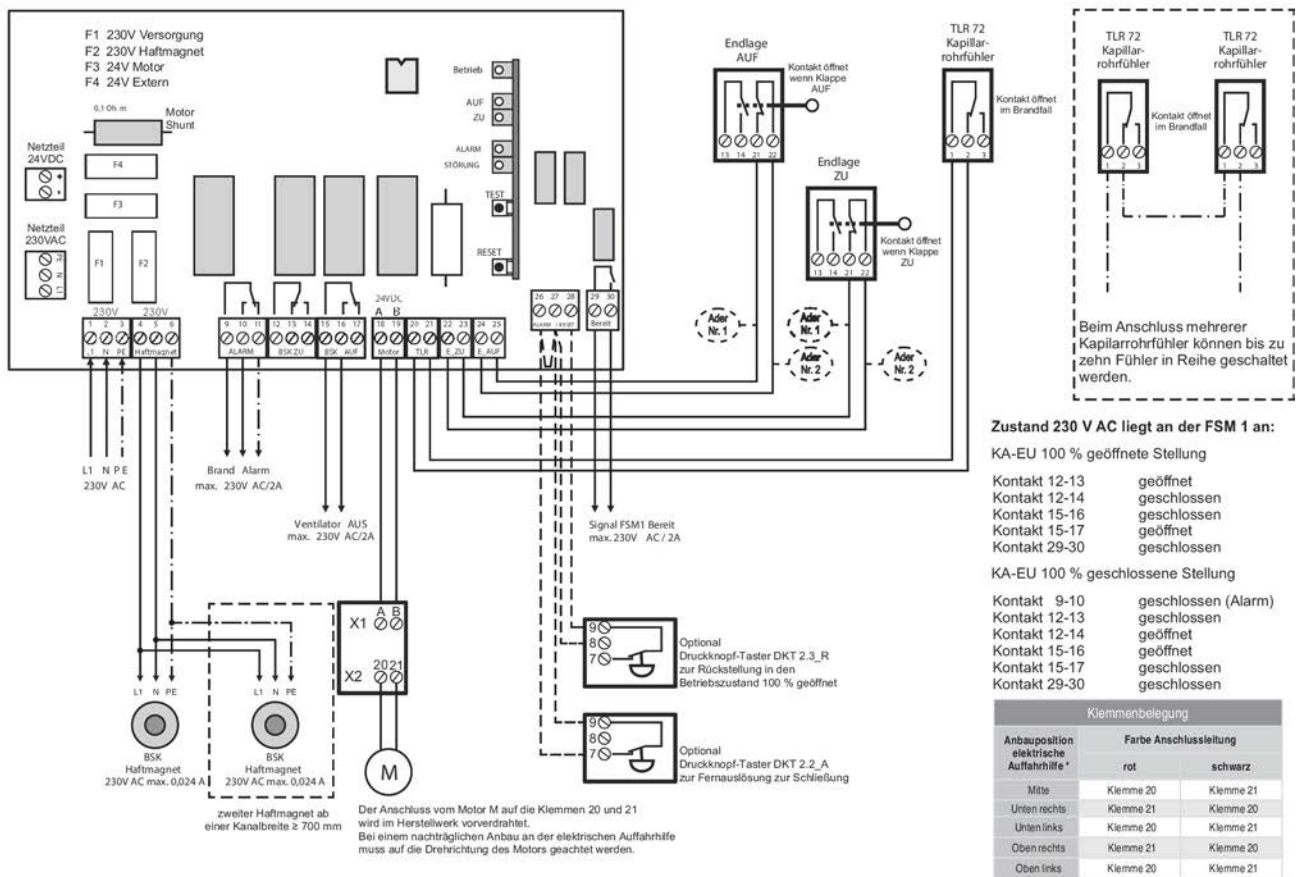 F1 230V Versorgung
F2 230V Haftmagnet
F3 24V Motor
F4 24V Extern
0,1 Oh m
Motor
Shunt
Netzteil
24VDC
+
-
F4
F3
Netzteil
230VAC
PE
N
L1
F1
F2
230V
230V
Betrieb
AUF
ZU
ALARM
STÖRUNG
TEST
RESET
24VDC
A B
1 2 3 4 5 6
L1 N PE Haftmagnet
9 10 11 12 13 14 15 16 17 18 19 20 21 22 23 24 25
ALARM BSK ZU BSK AUF Motor TLR E_ZU E_AUF
26 27 28 29 30
ALARM RESET Bereit
L1 N PE
230V AC
Brand Alarm
max. 230V AC/2A
Ventilator AUS
max. 230V AC/2A
Signal FSM1 Bereit
max. 230V AC / 2A
Endlage
AUF
13 14 21 22
Kontakt öffnet
wenn Klappe
AUF
Endlage
ZU
13 14 21 22
Kontakt öffnet
wenn Klappe
ZU
Ader
Nr. 1
Ader
Nr. 1
Ader
Nr. 2
Ader
Nr. 2
TLR 72
Kapillar-
rohrfühler
Kontakt öffnet
im Brandfall
1 2 3
TLR 72
Kapillar-
rohrfühler
TLR 72
Kapillar-
rohrfühler
Kontakt öffnet
im Brandfall
1 2 3
1 2 3
Beim Anschluss mehrerer
Kapilarrohrfühler können bis zu
zehn Fühler in Reihe geschaltet
werden.
L1 N PE
BSK
Haftmagnet
230V AC max. 0,024 A
L1 N PE
BSK
Haftmagnet
230V AC max. 0,024 A
zweiter Haftmagnet ab
einer Kanalbreite ≥ 700 mm
A B
X1
20 21
X2
M
Der Anschluss vom Motor M auf die Klemmen 20 und 21
wird im Herstellwerk vorverdrahtet.
Bei einem nachträglichen Anbau an der elektrischen Auffahrhilfe
muss auf die Drehrichtung des Motors geachtet werden.
9
8
7
Optional
Druckknopf-Taster DKT 2.3_R
zur Rückstellung in den
Betriebszustand 100 % geöffnet
9
8
7
Optional
Druckknopf-Taster DKT 2.2_A
zur Fernauslösung zur Schließung
Zustand 230 V AC liegt an der FSM 1 an:
KA-EU 100 % geöffnete Stellung
Kontakt 12-13 geöffnet
Kontakt 12-14 geschlossen
Kontakt 15-16 geschlossen
Kontakt 15-17 geöffnet
Kontakt 29-30 geschlossen
KA-EU 100 % geschlossene Stellung
Kontakt 9-10 geschlossen (Alarm)
Kontakt 12-13 geschlossen
Kontakt 12-14 geöffnet
Kontakt 15-16 geöffnet
Kontakt 15-17 geschlossen
Kontakt 29-30 geschlossen
Klemmenbelegung
Anbauposition
elektrische
Auffahrhilfe *
Farbe Anschlussleitung
rot schwarz
Mitte Klemme 20 Klemme 21
Unten rechts Klemme 21 Klemme 20
Unten links Klemme 20 Klemme 21
Oben rechts Klemme 21 Klemme 20
Oben links Klemme 20 Klemme 21